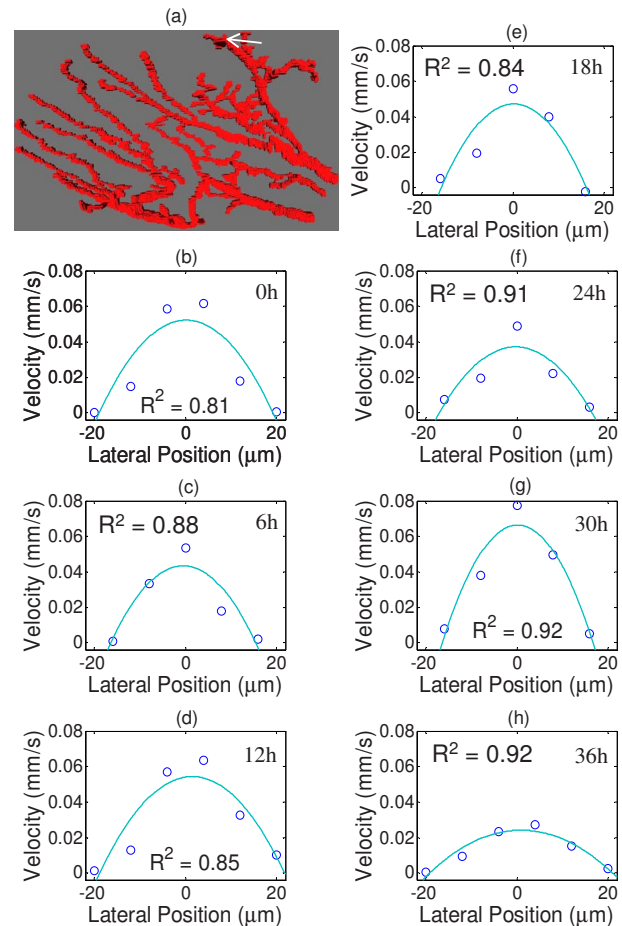 (a)
(e)
R² = 0.84
18h
Velocity (mm/s)
0.08
0.06
0.04
0.02
0
-20
0
20
Lateral Position (μm)
(b)
0h
R² = 0.81
Velocity (mm/s)
0.08
0.06
0.04
0.02
0
-20
0
20
Lateral Position (μm)
(f)
R² = 0.91
24h
Velocity (mm/s)
0.08
0.06
0.04
0.02
0
-20
0
20
Lateral Position (μm)
(c)
R² = 0.88
6h
Velocity (mm/s)
0.08
0.06
0.04
0.02
0
-20
0
20
Lateral Position (μm)
(g)
30h
R² = 0.92
Velocity (mm/s)
0.08
0.06
0.04
0.02
0
-20
0
20
Lateral Position (μm)
(d)
12h
R² = 0.85
Velocity (mm/s)
0.08
0.06
0.04
0.02
0
-20
0
20
Lateral Position (μm)
(h)
R² = 0.92
36h
Velocity (mm/s)
0.08
0.06
0.04
0.02
0
-20
0
20
Lateral Position (μm)